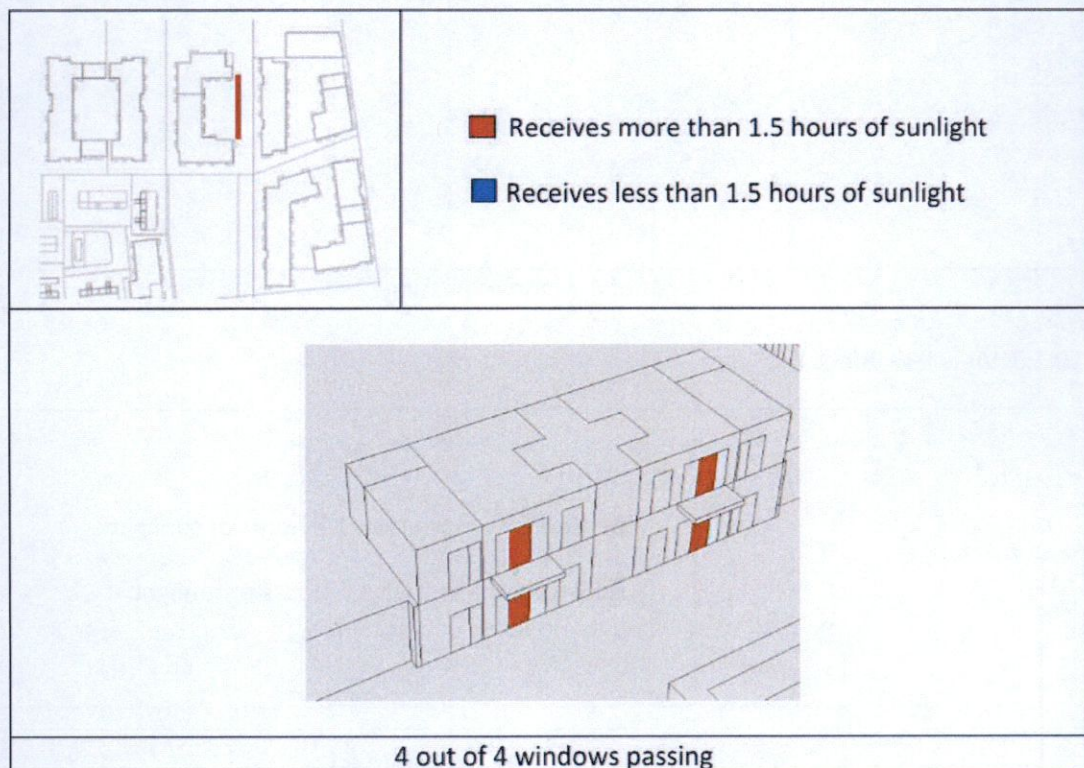 Receives more than 1.5 hours of sunlight
Receives less than 1.5 hours of sunlight
4 out of 4 windows passing